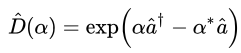 D̂(α) = exp(αâ† − α*â)